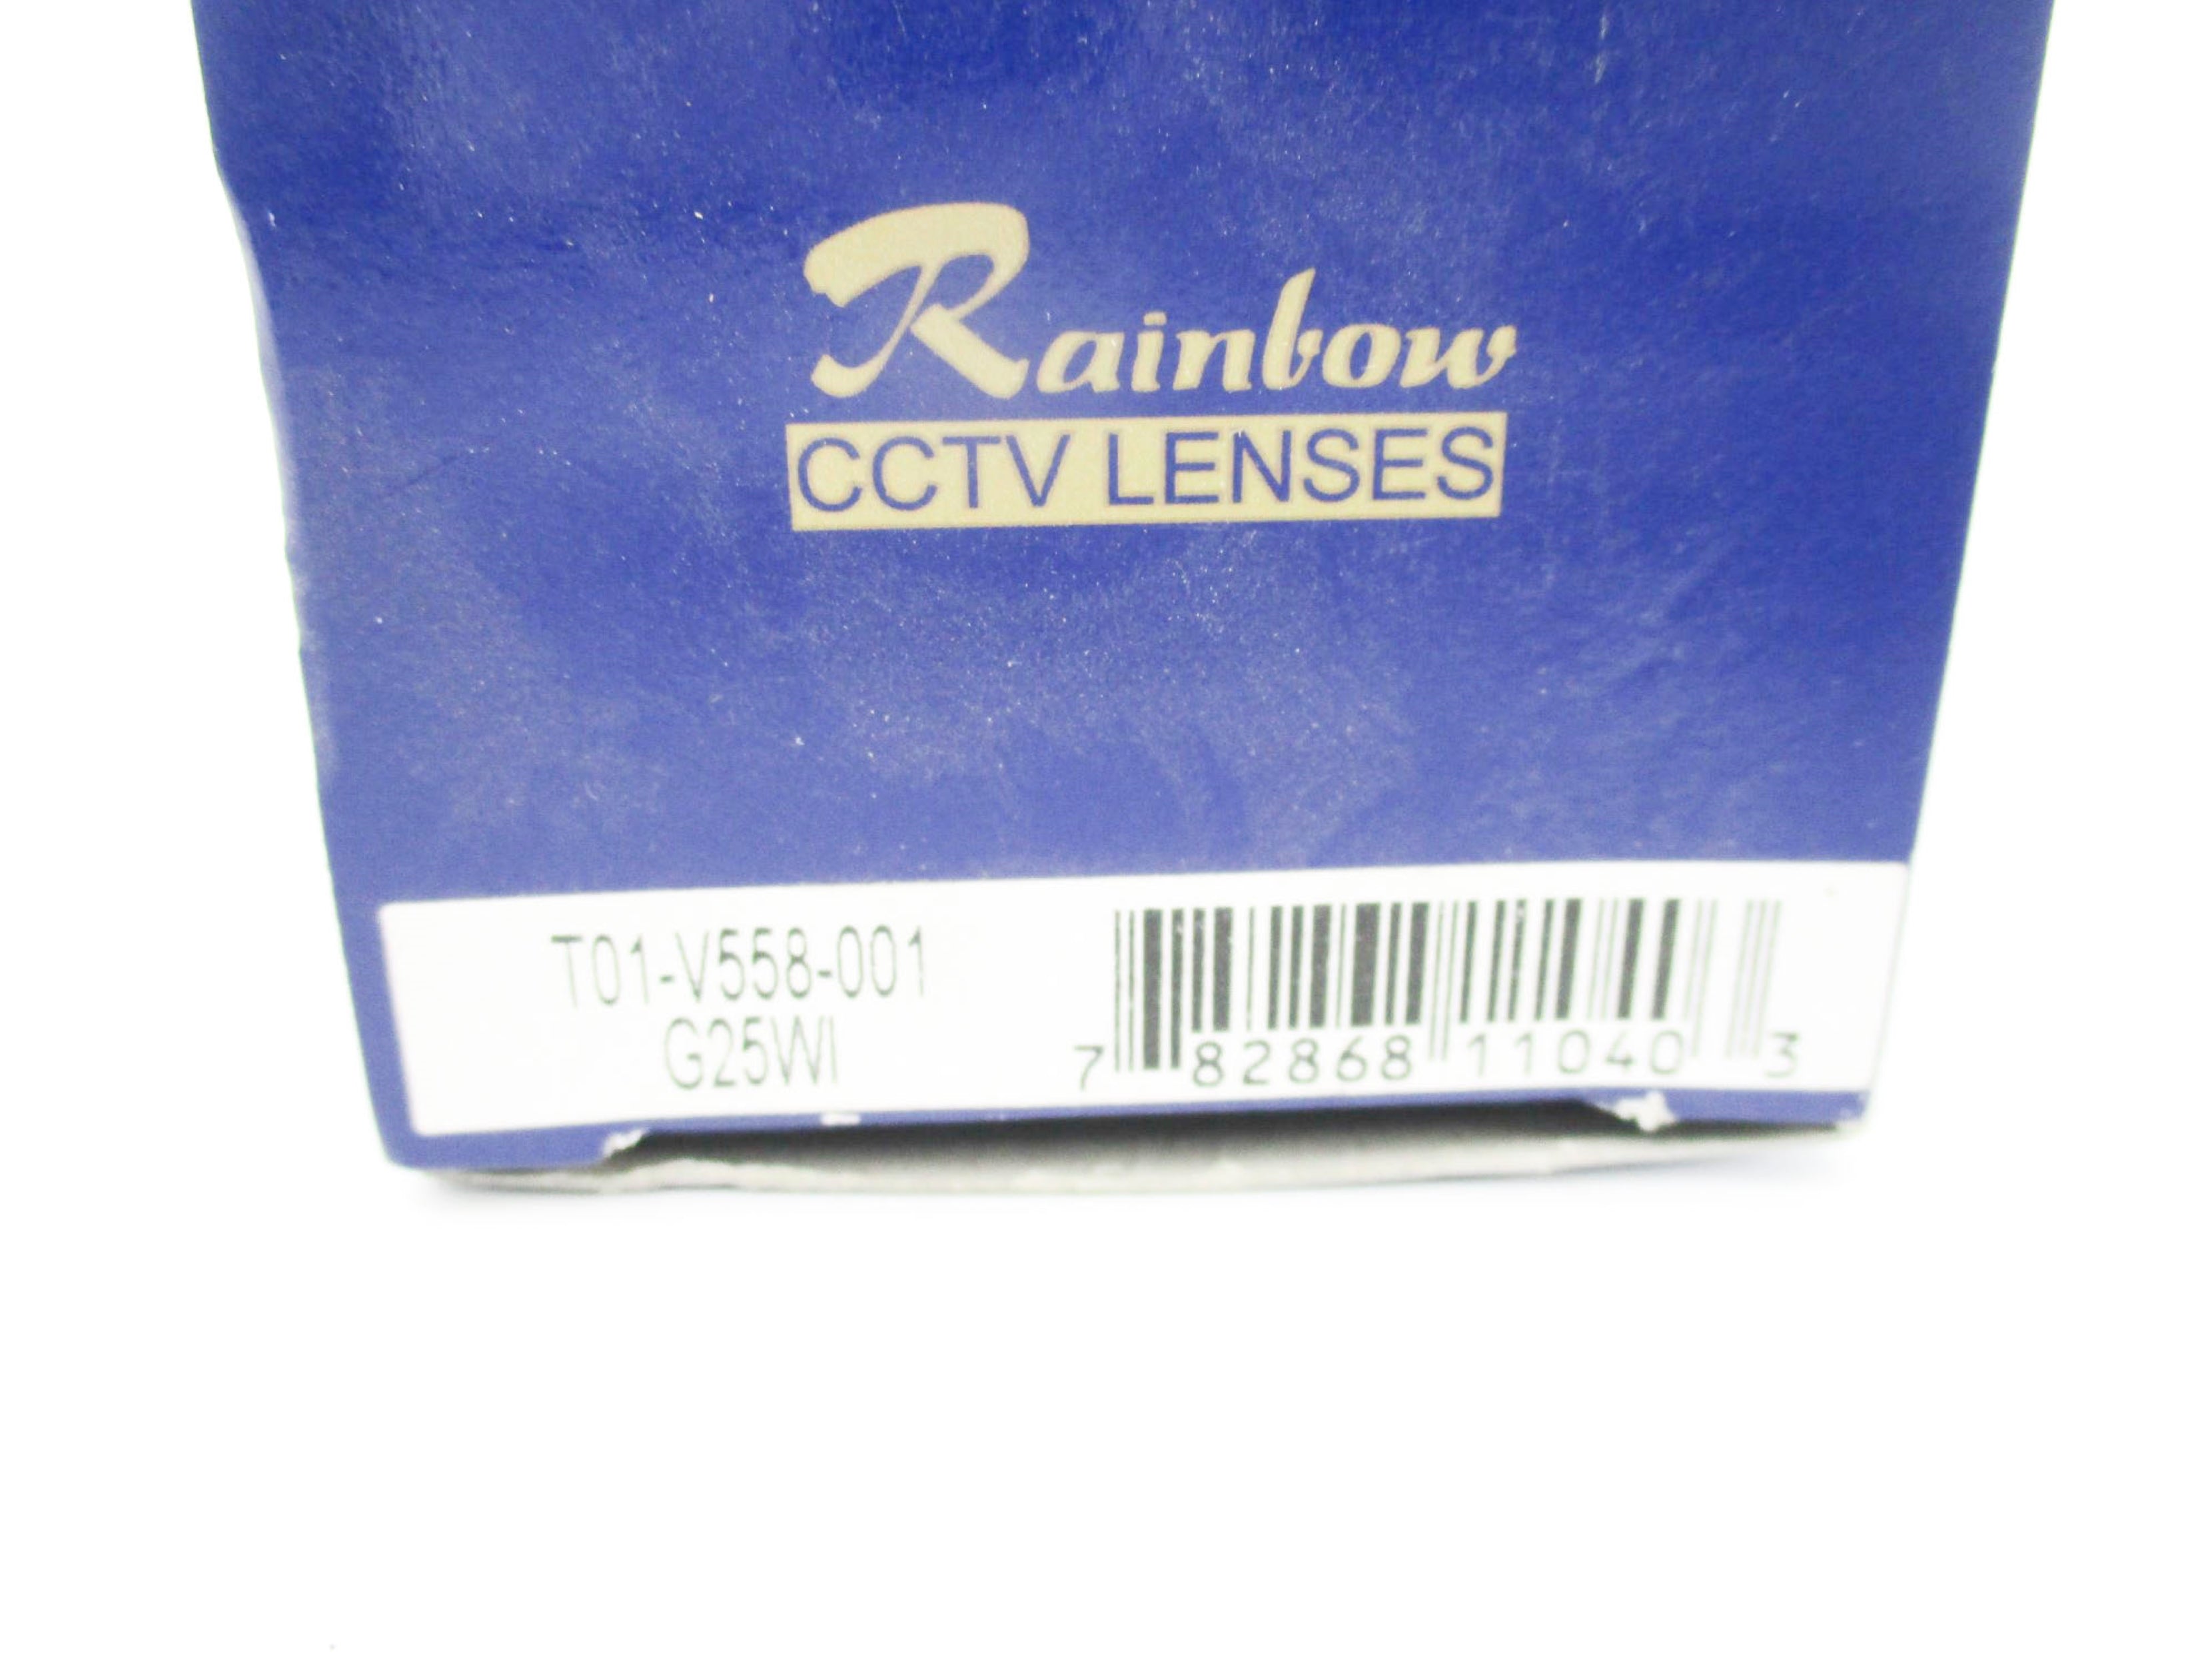 Rainbow
CCTV LENSES
T01-V558-001
G25WI
7 82868 11040 3